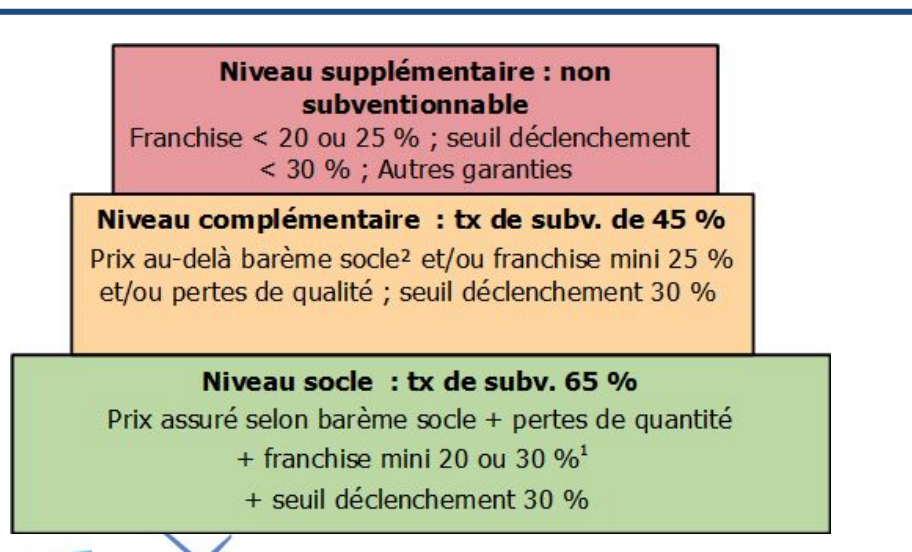 Niveau supplémentaire : non
subventionnable
Franchise < 20 ou 25 % ; seuil déclenchement
< 30 % ; Autres garanties
Niveau complémentaire : tx de subv. de 45 %
Prix au-delà barème socle² et/ou franchise mini 25 %
et/ou pertes de qualité ; seuil déclenchement 30 %
Niveau socle : tx de subv. 65 %
Prix assuré selon barème socle + pertes de quantité
+ franchise mini 20 ou 30 %¹
+ seuil déclenchement 30 %